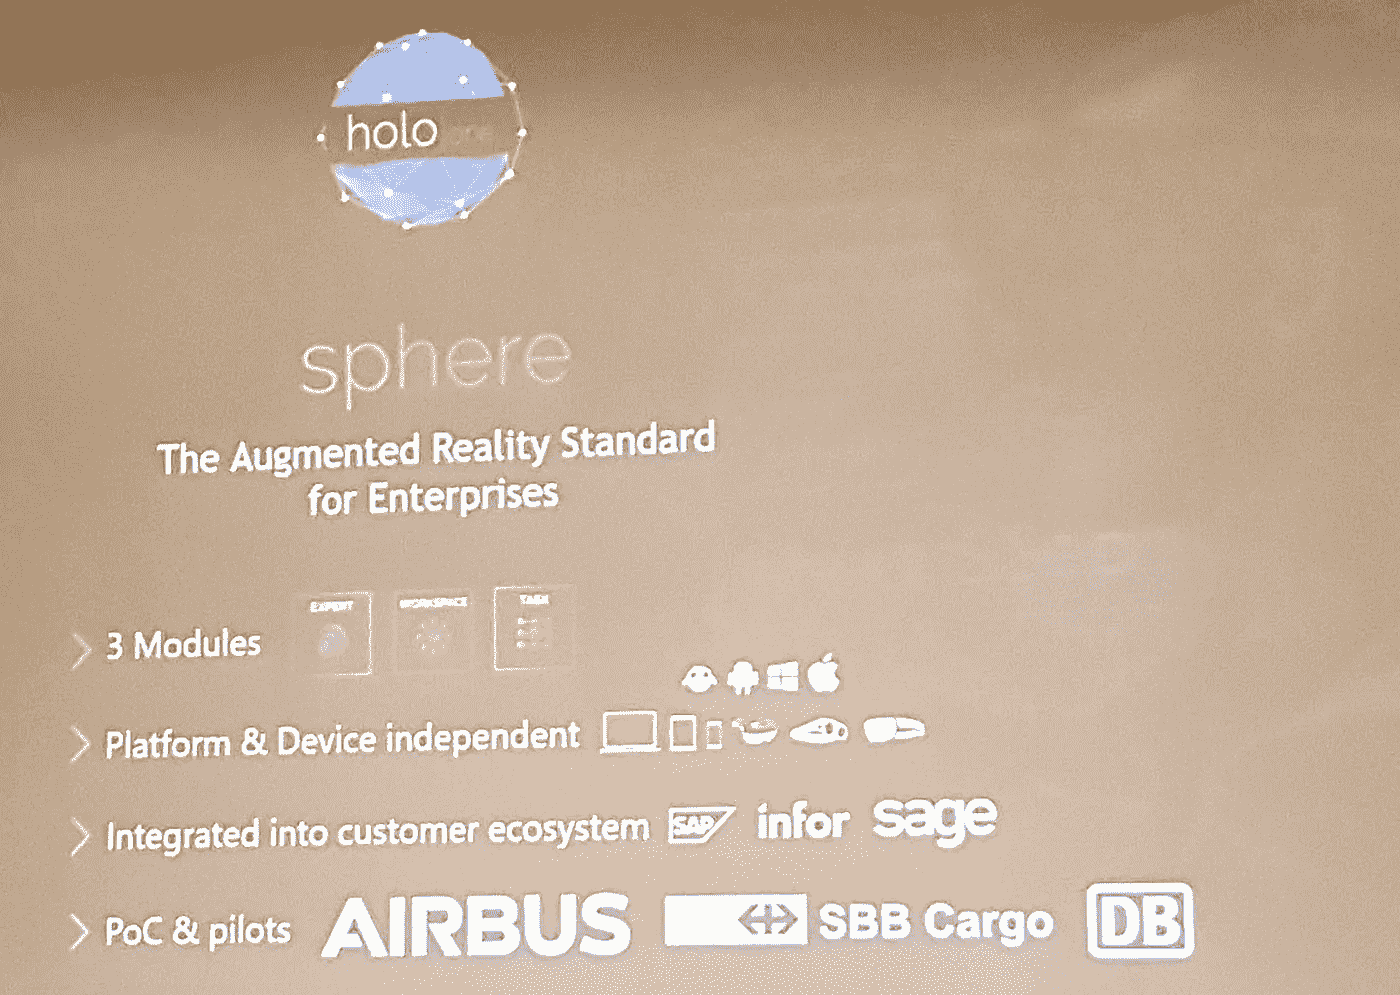 holo
sphere
The Augmented Reality Standard
for Enterprises
3 Modules
EXPERT
WORKSPACE
TASK
Platform & Device independent
Integrated into customer ecosystem
SAP
infor
sage
PoC & pilots
AIRBUS
SBB Cargo
DB